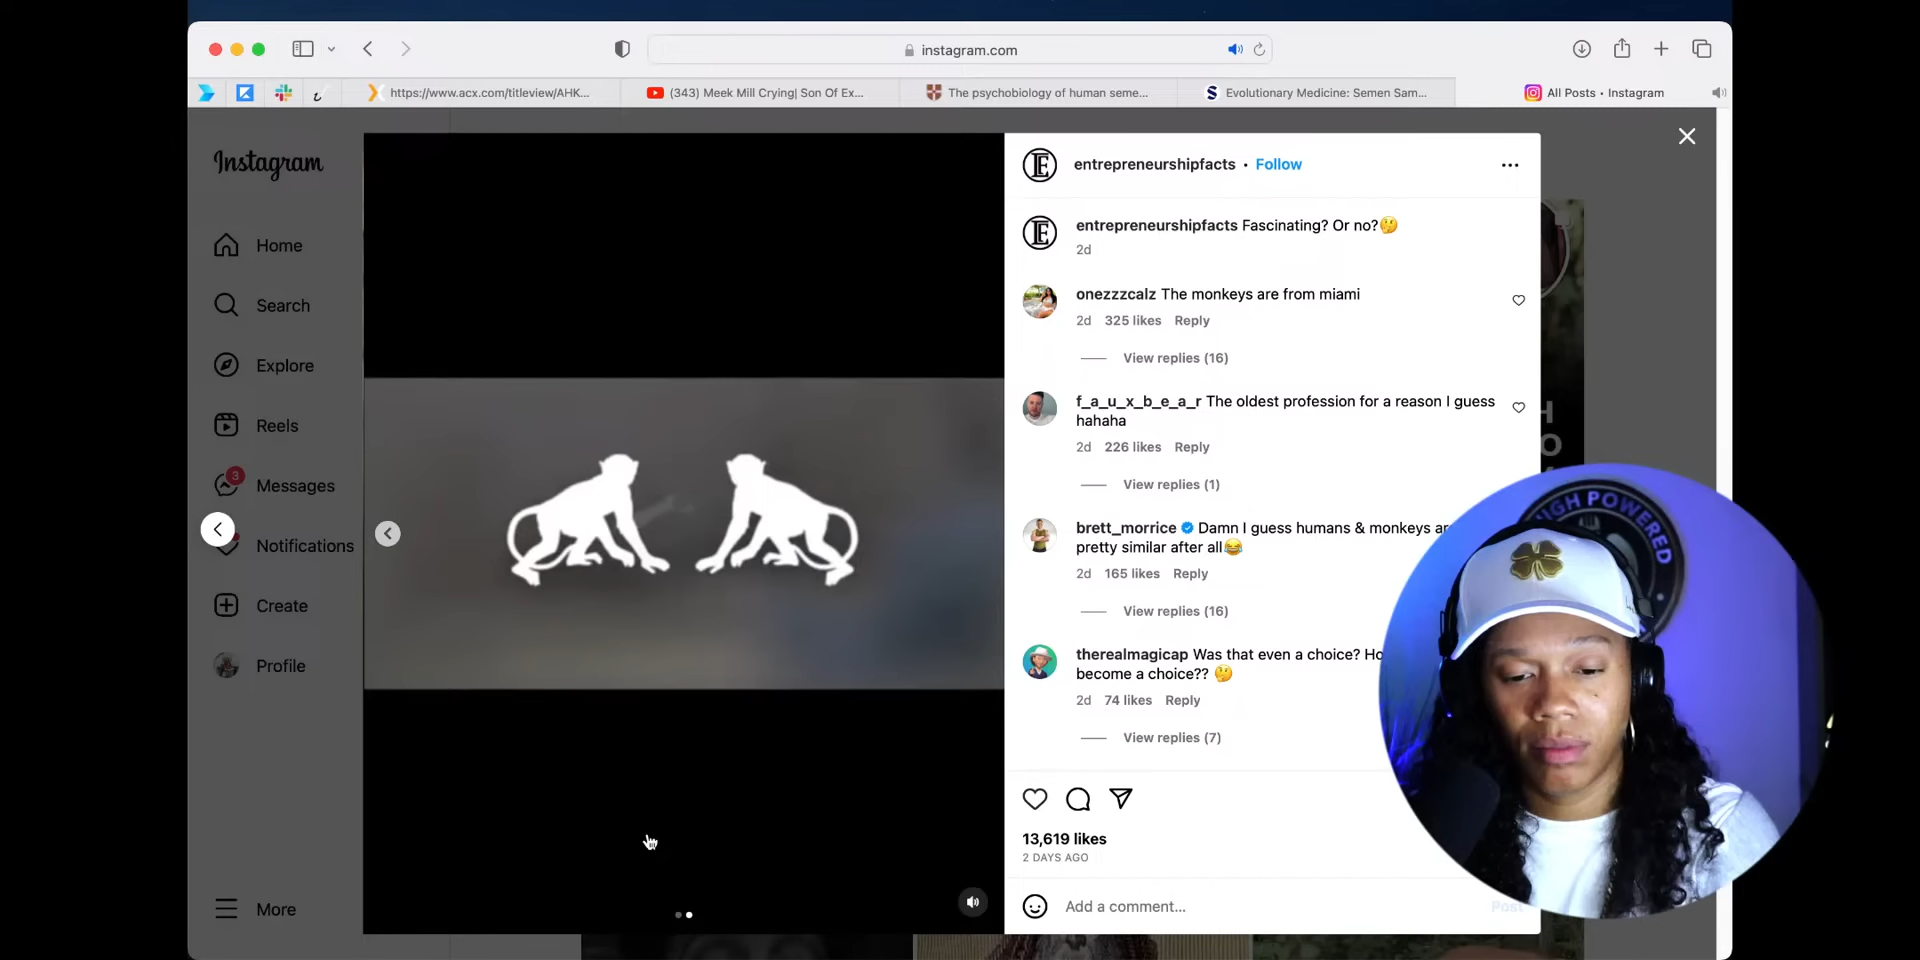 instagram.com
https://www.acx.com/titleview/AHK...
(343) Meek Mill Crying| Son Of Ex...
The psychobiology of human seme...
Evolutionary Medicine: Semen Sam...
All Posts • Instagram
Instagram
Home
Search
Explore
Reels
3
Messages
Notifications
Create
Profile
More
entrepreneurshipfacts • Follow
entrepreneurshipfacts Fascinating? Or no?🤔
2d
onezzzcalz The monkeys are from miami
2d 325 likes Reply
View replies (16)
f_a_u_x_b_e_a_r The oldest profession for a reason I guess
hahaha
2d 226 likes Reply
View replies (1)
brett_morrice Damn I guess humans & monkeys ar
pretty similar after all😂
2d 165 likes Reply
View replies (16)
therealmagicap Was that even a choice? Ho
become a choice?? 🤔
2d 74 likes Reply
View replies (7)
13,619 likes
2 DAYS AGO
Add a comment...
Post
HIGH POWERED